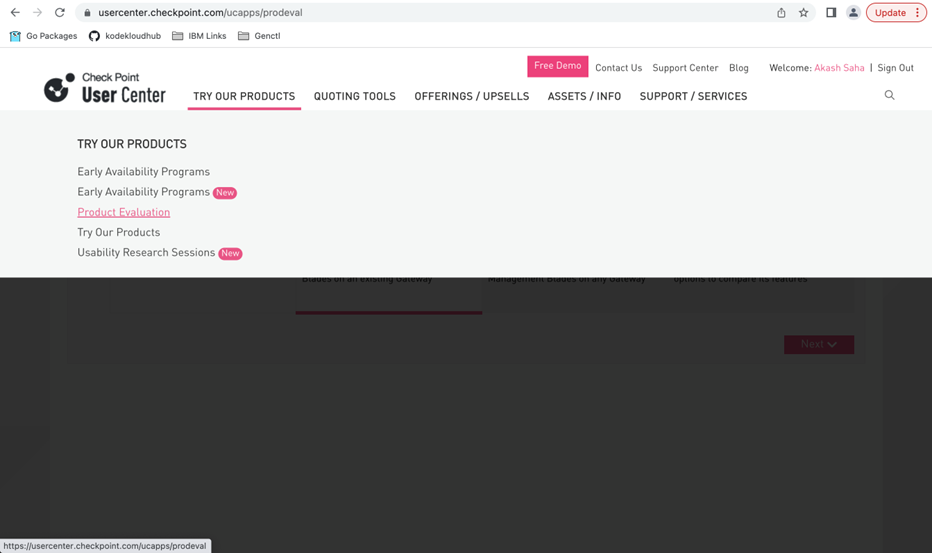 usercenter.checkpoint.com/ucapps/prodeval
Update
Go Packages
kodekloudhub
IBM Links
Genctl
Free Demo
Contact Us
Support Center
Blog
Welcome: Akash Saha | Sign Out
Check Point
User Center
TRY OUR PRODUCTS
QUOTING TOOLS
OFFERINGS / UPSELLS
ASSETS / INFO
SUPPORT / SERVICES
TRY OUR PRODUCTS
Early Availability Programs
Early Availability Programs New
Product Evaluation
Try Our Products
Usability Research Sessions New
Blades on an existing Gateway
Management Blades on any Gateway
options to compare its features
Next
https://usercenter.checkpoint.com/ucapps/prodeval